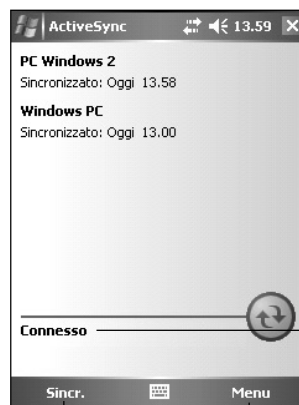 ActiveSync 13.59
PC Windows 2
Sincronizzato: Oggi 13.58
Windows PC
Sincronizzato: Oggi 13.00
Connesso
Sincr. Menu